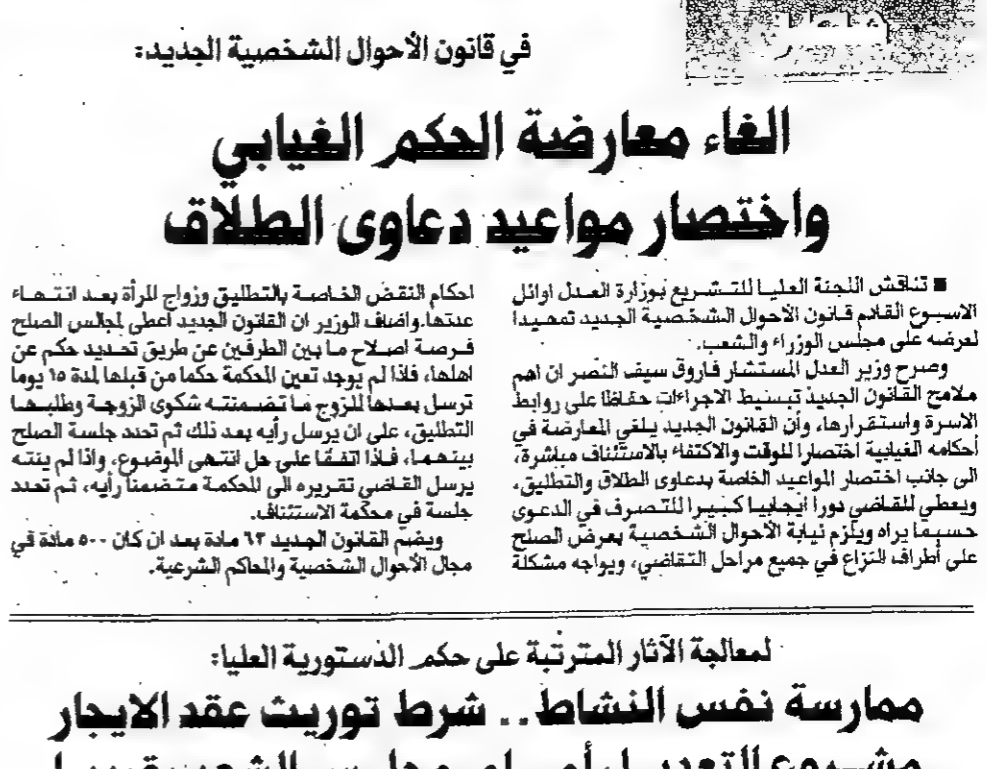 في قانون الأحوال الشخصية الجديد:
الغاء معارضة الحكم الغيابي
واختصار مواعيد دعاوى الطلاق
■ تناقش اللجنة العليا للتشريع بوزارة العدل اوائل
الاسبوع القادم قانون الأحوال الشخصية الجديد تمهيدا
لعرضه على مجلس الوزراء والشعب.
وصرح وزير العدل المستشار فاروق سيف النصر ان اهم
ملامح القانون الجديد تبسيط الاجراءات حفاظا على روابط
الاسرة واستقرارها، وأن القانون الجديد يلغي المعارضة في
أحكامه الغيابية اختصارا للوقت والاكتفاء بالاستئناف مباشرة،
الى جانب اختصار المواعيد الخاصة بدعاوى الطلاق والتطليق،
ويعطي للقاضي دورا ايجابيا كبيرا للتصرف في الدعوى
حسبما يراه ويلزم نيابة الأحوال الشخصية بعرض الصلح
على أطراف النزاع في جميع مراحل التقاضي، ويواجه مشكلة
احكام النقض الخاصة بالتطليق وزواج المرأة بعد انتهاء
عدتها. واضاف الوزير ان القانون الجديد اعطى لمجالس الصلح
فرصة اصلاح ما بين الطرفين عن طريق تحديد حكم عن
اهلها، فاذا لم يوجد تعين المحكمة حكما من قبلها لمدة ١٥ يوما
ترسل بعدها للزوج ما تضمنته شكوى الزوجة وطلبها
التطليق، على ان يرسل رأيه بعد ذلك ثم تحدد جلسة الصلح
بينهما، فاذا اتفقا على حل انتهى الموضوع، واذا لم ينته
يرسل القاضي تقريره الى المحكمة متضمنا رأيه، ثم تحدد
جلسة في محكمة الاستئناف.
ويضم القانون الجديد ٦٣ مادة بعد ان كان ٥٠٠ مادة في
مجال الأحوال الشخصية والمحاكم الشرعية.
لمعالجة الآثار المترتبة على حكم الدستورية العليا:
ممارسة نفس النشاط .. شرط توريث عقد الايجار